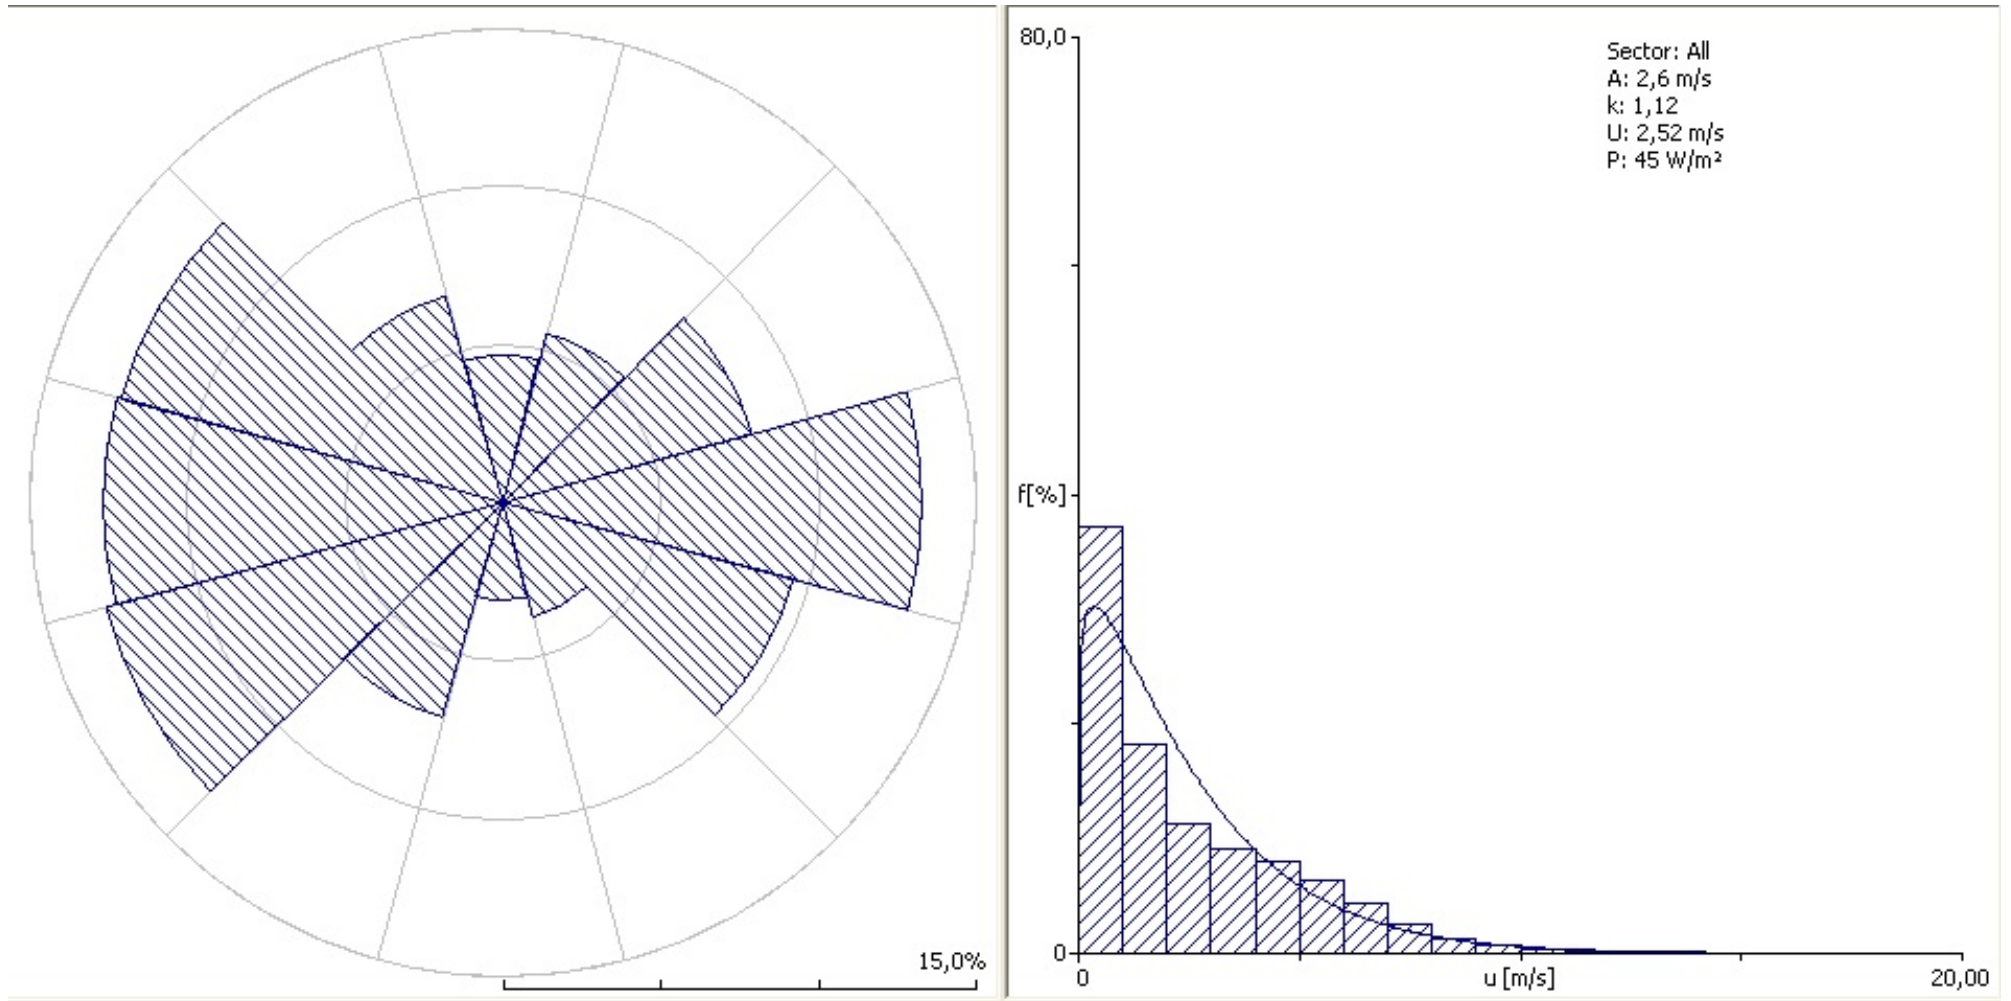 15,0%
80,0
Sector: All
A: 2,6 m/s
k: 1,12
U: 2,52 m/s
P: 45 W/m²
f[%]
0
0
u [m/s]
20,00